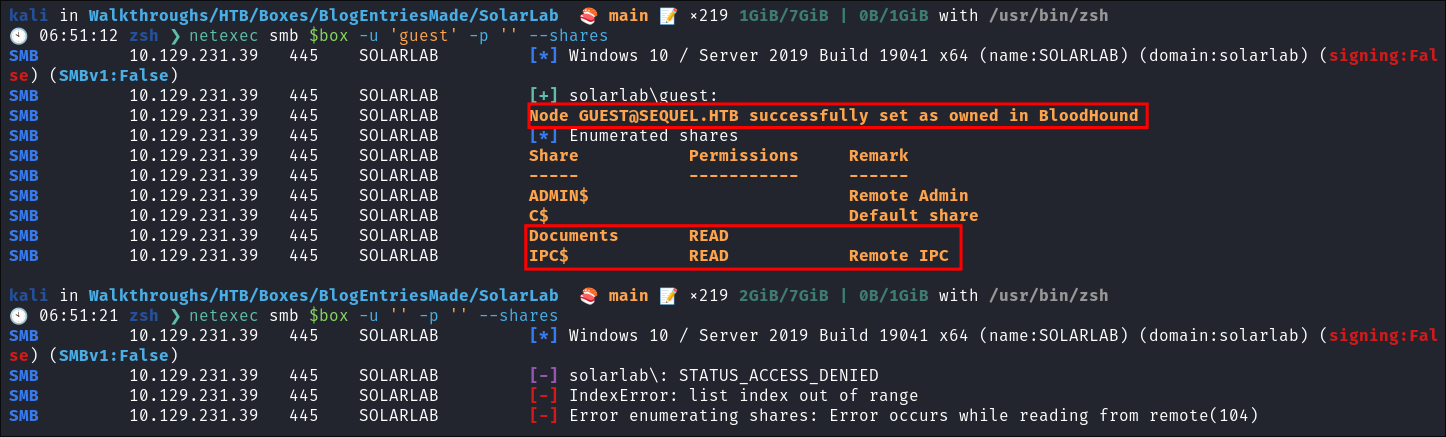 kali in Walkthroughs/HTB/Boxes/BlogEntriesMade/SolarLab 🍣 main 📝 ×219 1GiB/7GiB | 0B/1GiB with /usr/bin/zsh
🕙 06:51:12 zsh ❯ netexec smb $box -u 'guest' -p '' --shares
SMB 10.129.231.39 445 SOLARLAB [*] Windows 10 / Server 2019 Build 19041 x64 (name:SOLARLAB) (domain:solarlab) (signing:Fal
se) (SMBv1:False)
SMB 10.129.231.39 445 SOLARLAB [+] solarlab\guest:
SMB 10.129.231.39 445 SOLARLAB Node GUEST@SEQUEL.HTB successfully set as owned in BloodHound
SMB 10.129.231.39 445 SOLARLAB [*] Enumerated shares
SMB 10.129.231.39 445 SOLARLAB Share Permissions Remark
SMB 10.129.231.39 445 SOLARLAB ----- ----------- ------
SMB 10.129.231.39 445 SOLARLAB ADMIN$ Remote Admin
SMB 10.129.231.39 445 SOLARLAB C$ Default share
SMB 10.129.231.39 445 SOLARLAB Documents READ
SMB 10.129.231.39 445 SOLARLAB IPC$ READ Remote IPC
kali in Walkthroughs/HTB/Boxes/BlogEntriesMade/SolarLab 🍣 main 📝 ×219 2GiB/7GiB | 0B/1GiB with /usr/bin/zsh
🕙 06:51:21 zsh ❯ netexec smb $box -u '' -p '' --shares
SMB 10.129.231.39 445 SOLARLAB [*] Windows 10 / Server 2019 Build 19041 x64 (name:SOLARLAB) (domain:solarlab) (signing:Fal
se) (SMBv1:False)
SMB 10.129.231.39 445 SOLARLAB [-] solarlab\: STATUS_ACCESS_DENIED
SMB 10.129.231.39 445 SOLARLAB [-] IndexError: list index out of range
SMB 10.129.231.39 445 SOLARLAB [-] Error enumerating shares: Error occurs while reading from remote(104)